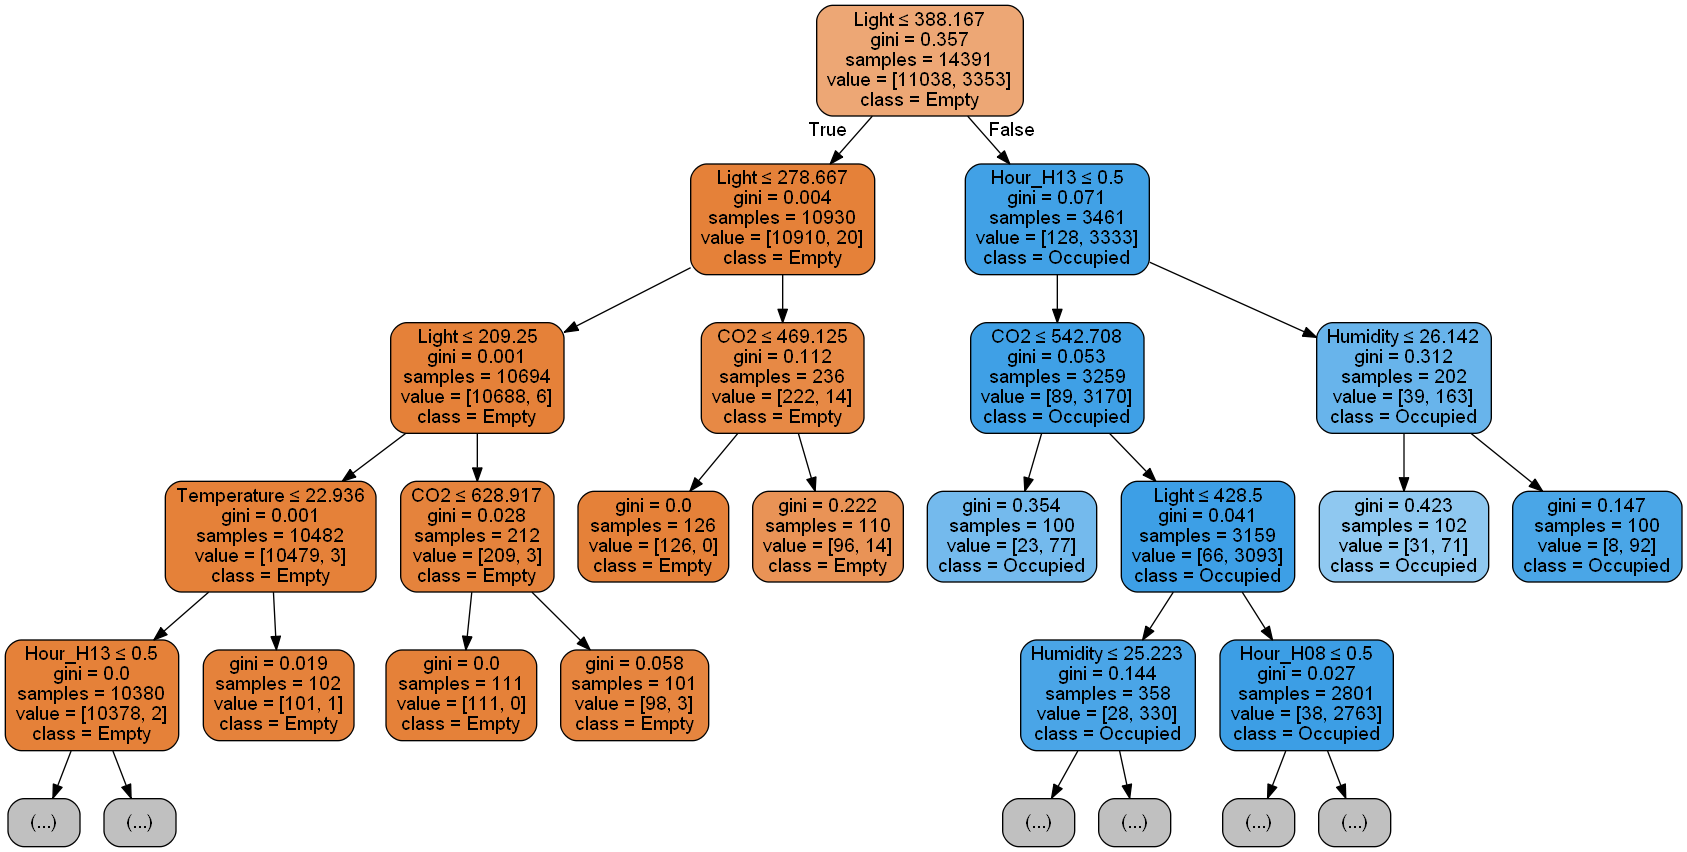 Light ≤ 388.167
gini = 0.357
samples = 14391
value = [11038, 3353]
class = Empty
True
False
Light ≤ 278.667
gini = 0.004
samples = 10930
value = [10910, 20]
class = Empty
Hour_H13 ≤ 0.5
gini = 0.071
samples = 3461
value = [128, 3333]
class = Occupied
Light ≤ 209.25
gini = 0.001
samples = 10694
value = [10688, 6]
class = Empty
CO2 ≤ 469.125
gini = 0.112
samples = 236
value = [222, 14]
class = Empty
CO2 ≤ 542.708
gini = 0.053
samples = 3259
value = [89, 3170]
class = Occupied
Humidity ≤ 26.142
gini = 0.312
samples = 202
value = [39, 163]
class = Occupied
Temperature ≤ 22.936
gini = 0.001
samples = 10482
value = [10479, 3]
class = Empty
CO2 ≤ 628.917
gini = 0.028
samples = 212
value = [209, 3]
class = Empty
gini = 0.0
samples = 126
value = [126, 0]
class = Empty
gini = 0.222
samples = 110
value = [96, 14]
class = Empty
gini = 0.354
samples = 100
value = [23, 77]
class = Occupied
Light ≤ 428.5
gini = 0.041
samples = 3159
value = [66, 3093]
class = Occupied
gini = 0.423
samples = 102
value = [31, 71]
class = Occupied
gini = 0.147
samples = 100
value = [8, 92]
class = Occupied
Hour_H13 ≤ 0.5
gini = 0.0
samples = 10380
value = [10378, 2]
class = Empty
gini = 0.019
samples = 102
value = [101, 1]
class = Empty
gini = 0.0
samples = 111
value = [111, 0]
class = Empty
gini = 0.058
samples = 101
value = [98, 3]
class = Empty
Humidity ≤ 25.223
gini = 0.144
samples = 358
value = [28, 330]
class = Occupied
Hour_H08 ≤ 0.5
gini = 0.027
samples = 2801
value = [38, 2763]
class = Occupied
(...)
(...)
(...)
(...)
(...)
(...)